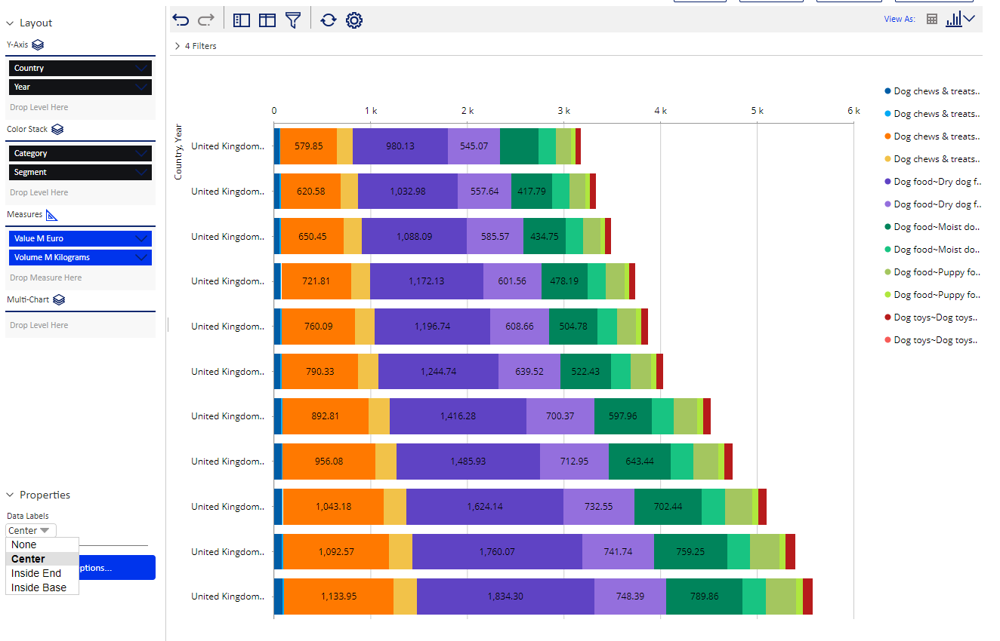 Layout
Y-Axis
Country
Year
Drop Level Here
Color Stack
Category
Segment
Drop Level Here
Measures
Value M Euro
Volume M Kilograms
Drop Measure Here
Multi-Chart
Drop Level Here
Properties
Data Labels
Center
None
Center
Inside End
Inside Base
ptions...
View As:
4 Filters
0 1 k 2 k 3 k 4 k 5 k 6 k
Country, Year
United Kingdom.. 579.85 980.13 545.07
United Kingdom.. 620.58 1,032.98 557.64 417.79
United Kingdom.. 650.45 1,088.09 585.57 434.75
United Kingdom.. 721.81 1,172.13 601.56 478.19
United Kingdom.. 760.09 1,196.74 608.66 504.78
United Kingdom.. 790.33 1,244.74 639.52 522.43
United Kingdom.. 892.81 1,416.28 700.37 597.96
United Kingdom.. 956.08 1,485.93 712.95 643.44
United Kingdom.. 1,043.18 1,624.14 732.55 702.44
United Kingdom.. 1,092.57 1,760.07 741.74 759.25
United Kingdom.. 1,133.95 1,834.30 748.39 789.86
Dog chews & treats..
Dog chews & treats..
Dog chews & treats..
Dog chews & treats..
Dog food~Dry dog f..
Dog food~Dry dog f..
Dog food~Moist do..
Dog food~Moist do..
Dog food~Puppy fo..
Dog food~Puppy fo..
Dog toys~Dog toys..
Dog toys~Dog toys..